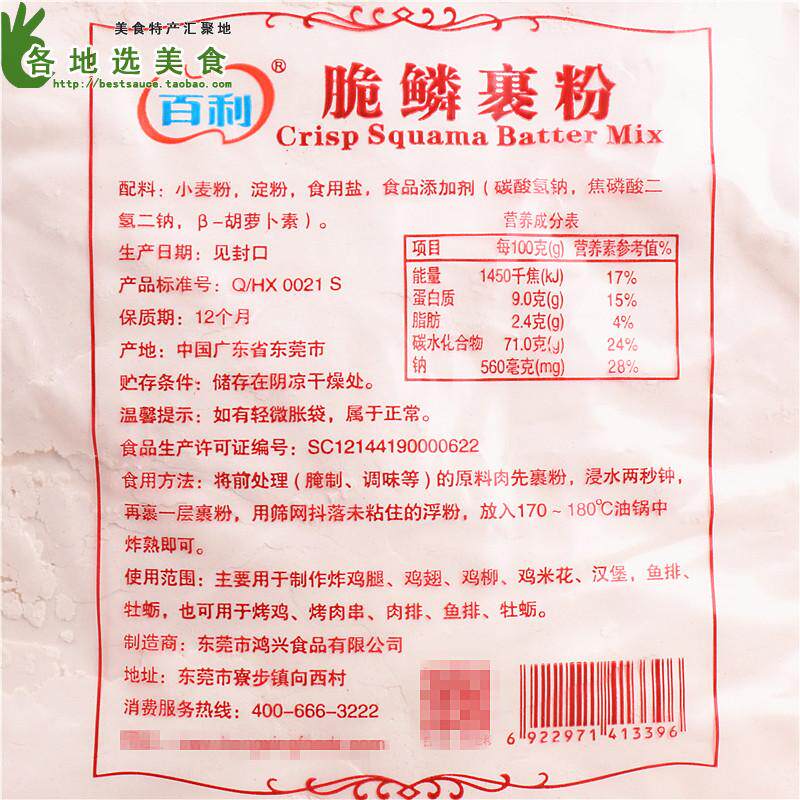 美食特产汇聚地
各地选美食
http://bestsauce.taobao.com
百利®
脆鳞裹粉
Crisp Squama Batter Mix
配料：小麦粉，淀粉，食用盐，食品添加剂（碳酸氢钠，焦磷酸二
氢二钠，β-胡萝卜素）。
生产日期：见封口
产品标准号：Q/HX 0021 S
保质期：12个月
产地：中国广东省东莞市
贮存条件：储存在阴凉干燥处。
营养成分表
项目 每100克(g) 营养素参考值%
能量 1450千焦(kJ) 17%
蛋白质 9.0克(g) 15%
脂肪 2.4克(g) 4%
碳水化合物 71.0克(g) 24%
钠 560毫克(mg) 28%
温馨提示：如有轻微胀袋，属于正常。
食品生产许可证编号：SC12144190000622
食用方法：将前处理（腌制、调味等）的原料肉先裹粉，浸水两秒钟，
再裹一层裹粉，用筛网抖落未粘住的浮粉，放入170～180℃油锅中
炸熟即可。
使用范围：主要用于制作炸鸡腿、鸡翅、鸡柳、鸡米花、汉堡，鱼排、
牡蛎，也可用于烤鸡、烤肉串、肉排、鱼排、牡蛎。
制造商：东莞市鸿兴食品有限公司
地址：东莞市寮步镇向西村
消费服务热线：400-666-3222
6 922971 413396